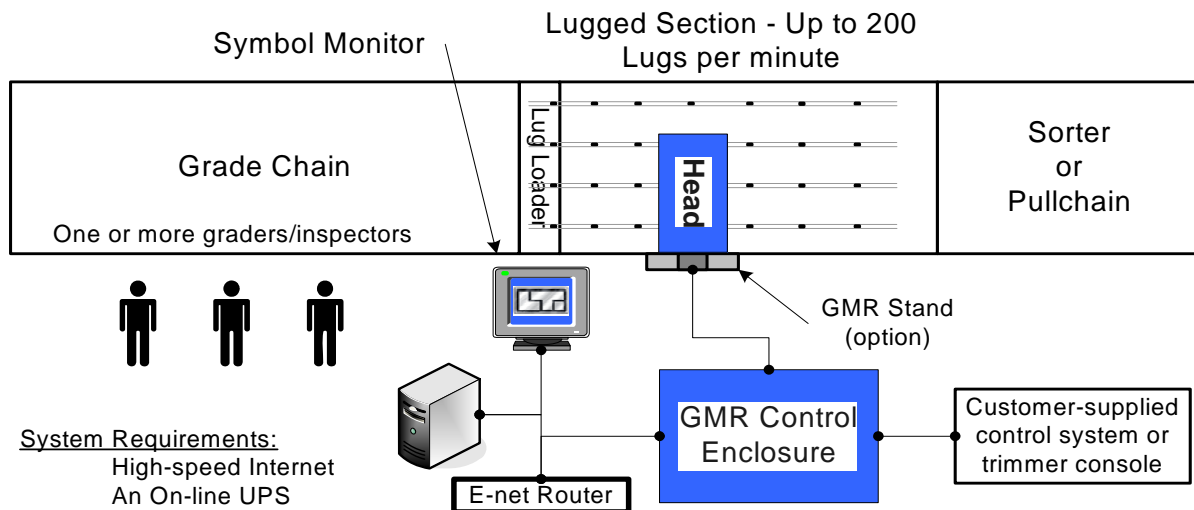 Symbol Monitor
Lugged Section - Up to 200
Lugs per minute
Grade Chain
One or more graders/inspectors
Lug Loader
Head
Sorter
or
Pullchain
GMR Stand
(option)
System Requirements:
High-speed Internet
An On-line UPS
E-net Router
GMR Control
Enclosure
Customer-supplied
control system or
trimmer console